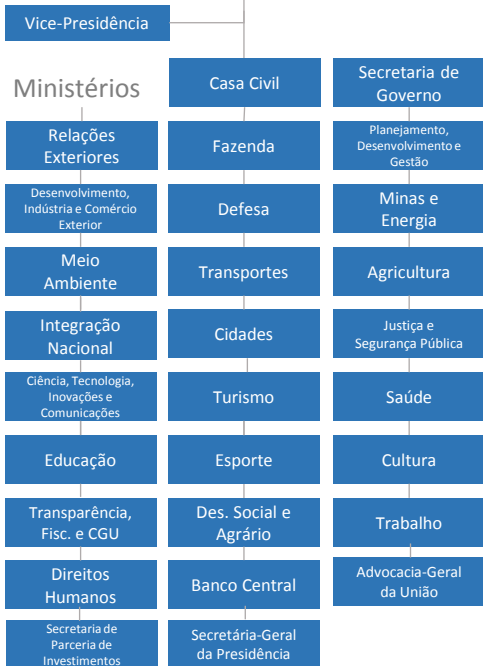 Vice-Presidência
Ministérios
Casa Civil
Secretaria de
Governo
Relações
Exteriores
Fazenda
Planejamento,
Desenvolvimento e
Gestão
Desenvolvimento,
Indústria e Comércio
Exterior
Defesa
Minas e
Energia
Meio
Ambiente
Transportes
Agricultura
Integração
Nacional
Cidades
Justiça e
Segurança Pública
Ciência, Tecnologia,
Inovações e
Comunicações
Turismo
Saúde
Educação
Esporte
Cultura
Transparência,
Fisc. e CGU
Des. Social e
Agrário
Trabalho
Direitos
Humanos
Banco Central
Advocacia-Geral
da União
Secretaria de
Parceria de
Investimentos
Secretária-Geral
da Presidência